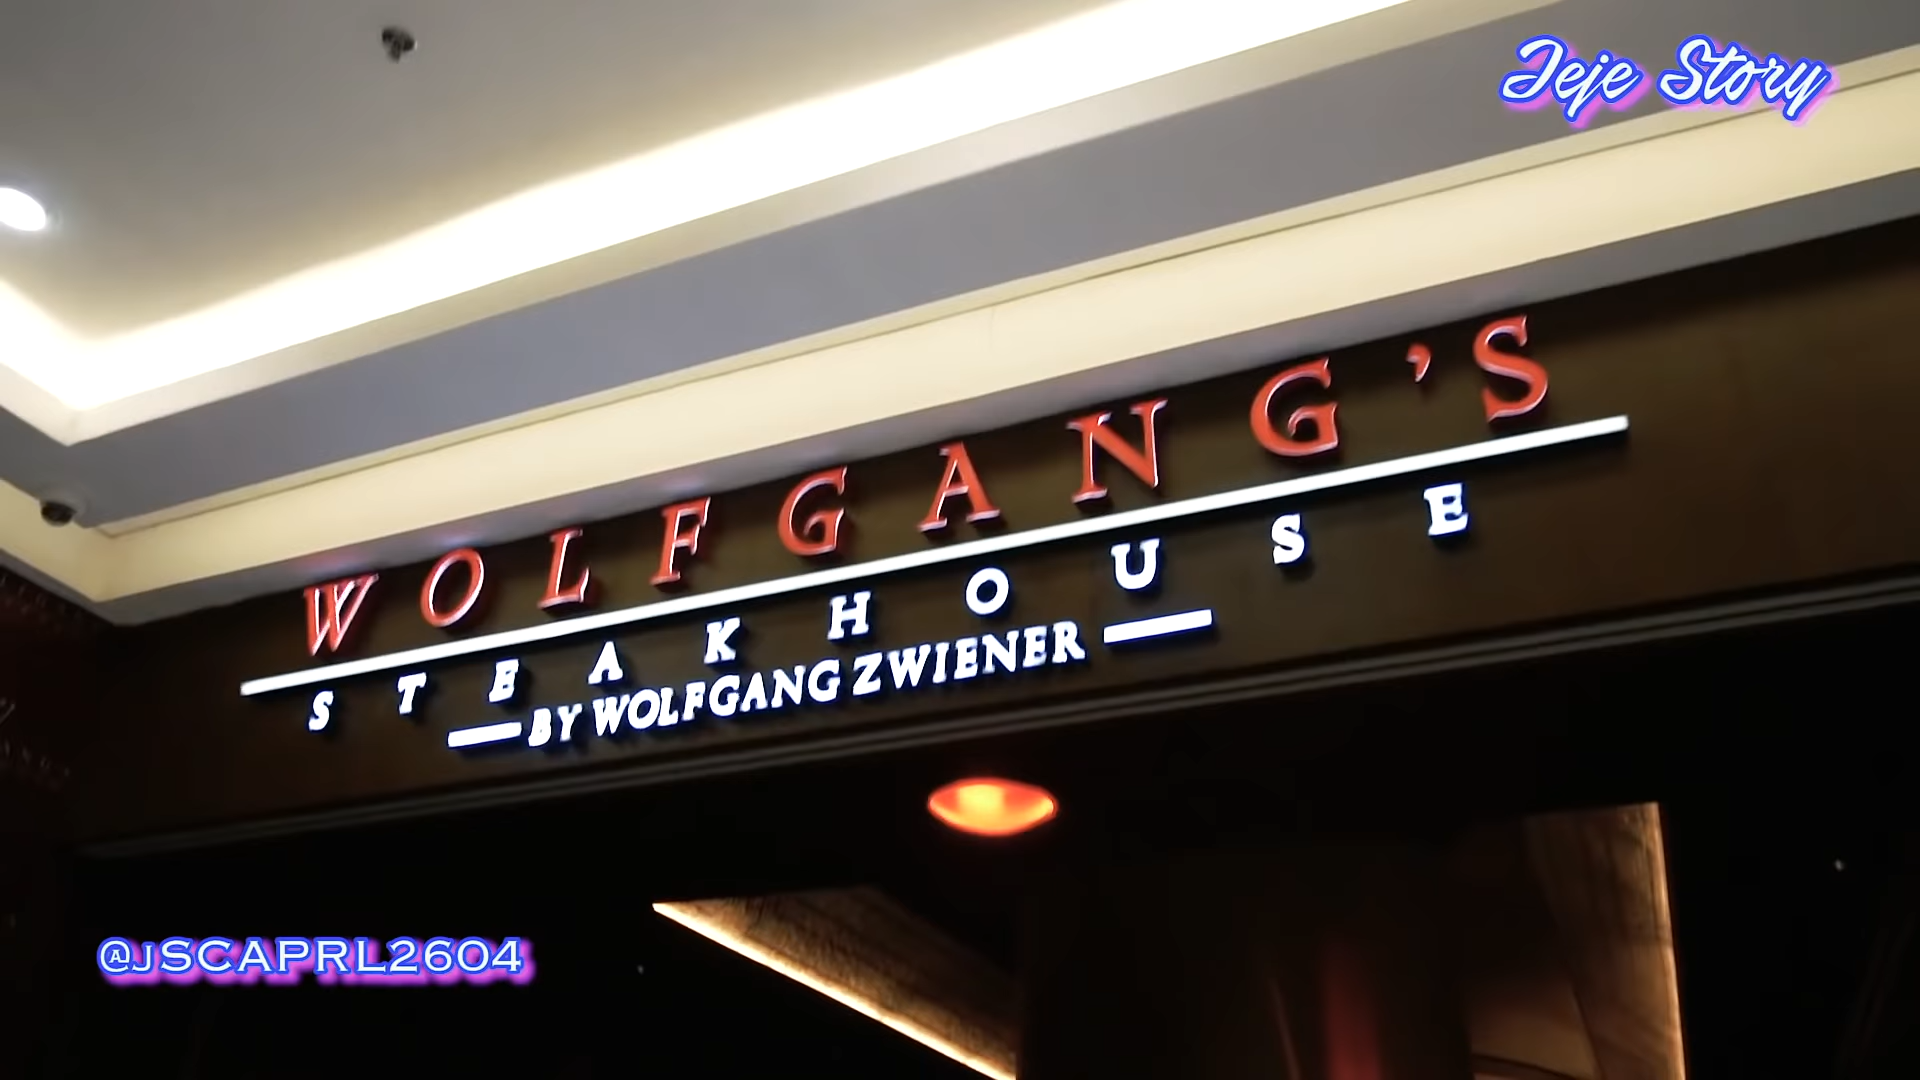 Jeje Story
WOLFGANG'S
STEAKHOUSE
BY WOLFGANG ZWIENER
@JSCAPRL2604